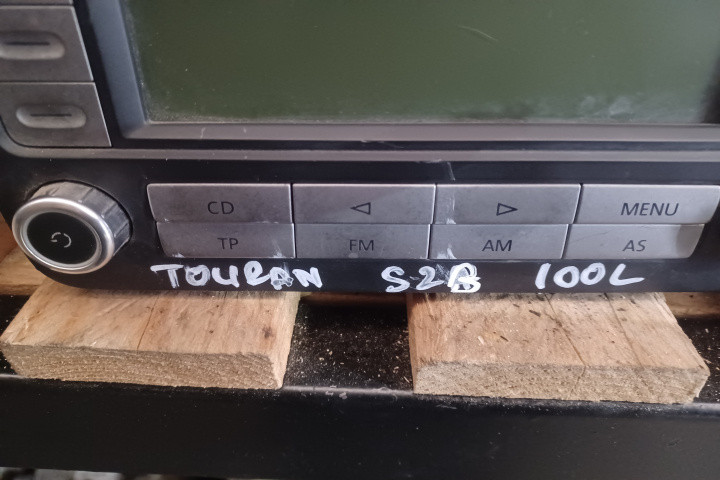 CD ◁ ▷ MENU
TP FM AM AS
TOURAN S2B 100L